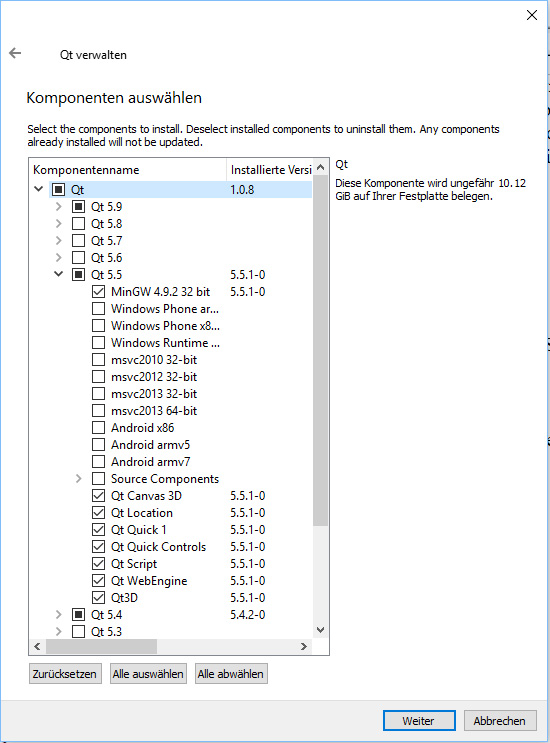 Qt verwalten
Komponenten auswählen
Select the components to install. Deselect installed components to uninstall them. Any components
already installed will not be updated.
Komponentenname Installierte Versi
Qt 1.0.8
Qt 5.9
Qt 5.8
Qt 5.7
Qt 5.6
Qt 5.5 5.5.1-0
MinGW 4.9.2 32 bit 5.5.1-0
Windows Phone ar...
Windows Phone x8...
Windows Runtime ...
msvc2010 32-bit
msvc2012 32-bit
msvc2013 32-bit
msvc2013 64-bit
Android x86
Android armv5
Android armv7
Source Components
Qt Canvas 3D 5.5.1-0
Qt Location 5.5.1-0
Qt Quick 1 5.5.1-0
Qt Quick Controls 5.5.1-0
Qt Script 5.5.1-0
Qt WebEngine 5.5.1-0
Qt3D 5.5.1-0
Qt 5.4 5.4.2-0
Qt 5.3
Qt
Diese Komponente wird ungefähr 10.12
GiB auf Ihrer Festplatte belegen.
Zurücksetzen Alle auswählen Alle abwählen
Weiter Abbrechen